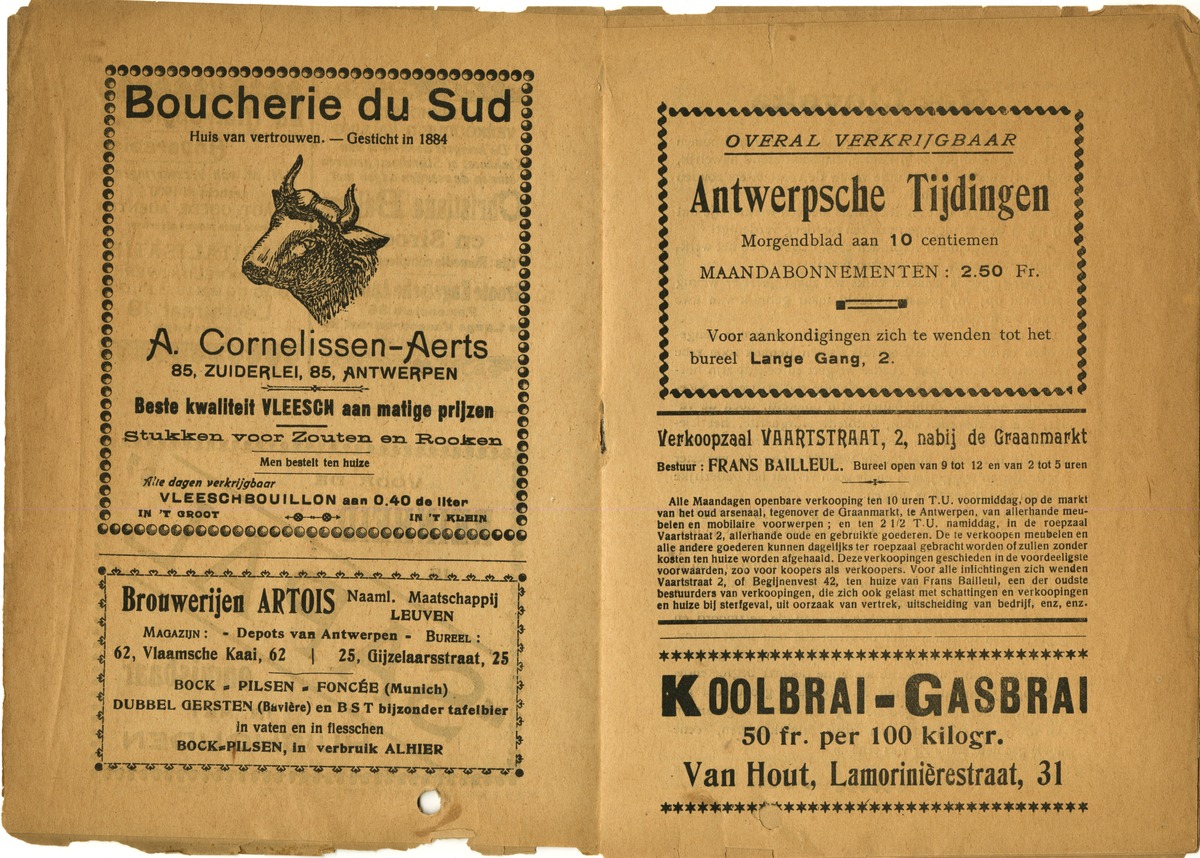 Boucherie du Sud
Huis van vertrouwen. — Gesticht in 1884
A. Cornelissen-Aerts
85, ZUIDERLEI, 85, ANTWERPEN
Beste kwaliteit VLEESCH aan matige prijzen
Stukken voor Zouten en Rooken
Men bestelt ten huize
Alle dagen verkrijgbaar
VLEESCHBOUILLON aan 0.40 de liter
IN 'T GROOT IN 'T KLEIN
Brouwerijen ARTOIS Naaml. Maatschappij
LEUVEN
MAGAZIJN : - Depots van Antwerpen - BUREEL :
62, Vlaamsche Kaai, 62 | 25, Gijzelaarsstraat, 25
BOCK - PILSEN - FONCÉE (Munich)
DUBBEL GERSTEN (Bavière) en B S T bijzonder tafelbier
in vaten en in flesschen
BOCK-PILSEN, in verbruik ALHIER
OVERAL VERKRIJGBAAR
Antwerpsche Tijdingen
Morgendblad aan 10 centiemen
MAANDABONNEMENTEN : 2.50 Fr.
Voor aankondigingen zich te wenden tot het
bureel Lange Gang, 2.
Verkoopzaal VAARTSTRAAT, 2, nabij de Graanmarkt
Bestuur : FRANS BAILLEUL. Bureel open van 9 tot 12 en van 2 tot 5 uren
Alle Maandagen openbare verkooping ten 10 uren T.U. voormiddag, op de markt
van het oud arsenaal, tegenover de Graanmarkt, te Antwerpen, van allerhande meu-
belen en mobilaire voorwerpen ; en ten 2 1/2 T.U. namiddag, in de roepzaal
Vaartstraat 2, allerhande oude en gebruikte goederen. De te verkoopen meubelen en
alle andere goederen kunnen dagelijks ter roepzaal gebracht worden of zullen zonder
kosten ten huize worden afgehaald. Deze verkoopingen geschieden in de voordeeligste
voorwaarden, zoo voor koopers als verkoopers. Voor alle inlichtingen zich wenden
Vaartstraat 2, of Begijnenvest 42, ten huize van Frans Bailleul, een der oudste
bestuurders van verkoopingen, die zich ook gelast met schattingen en verkoopingen
en huize bij sterfgeval, uit oorzaak van vertrek, uitscheiding van bedrijf, enz, enz.
KOOLBRAI-GASBRAI
50 fr. per 100 kilogr.
Van Hout, Lamorinièrestraat, 31